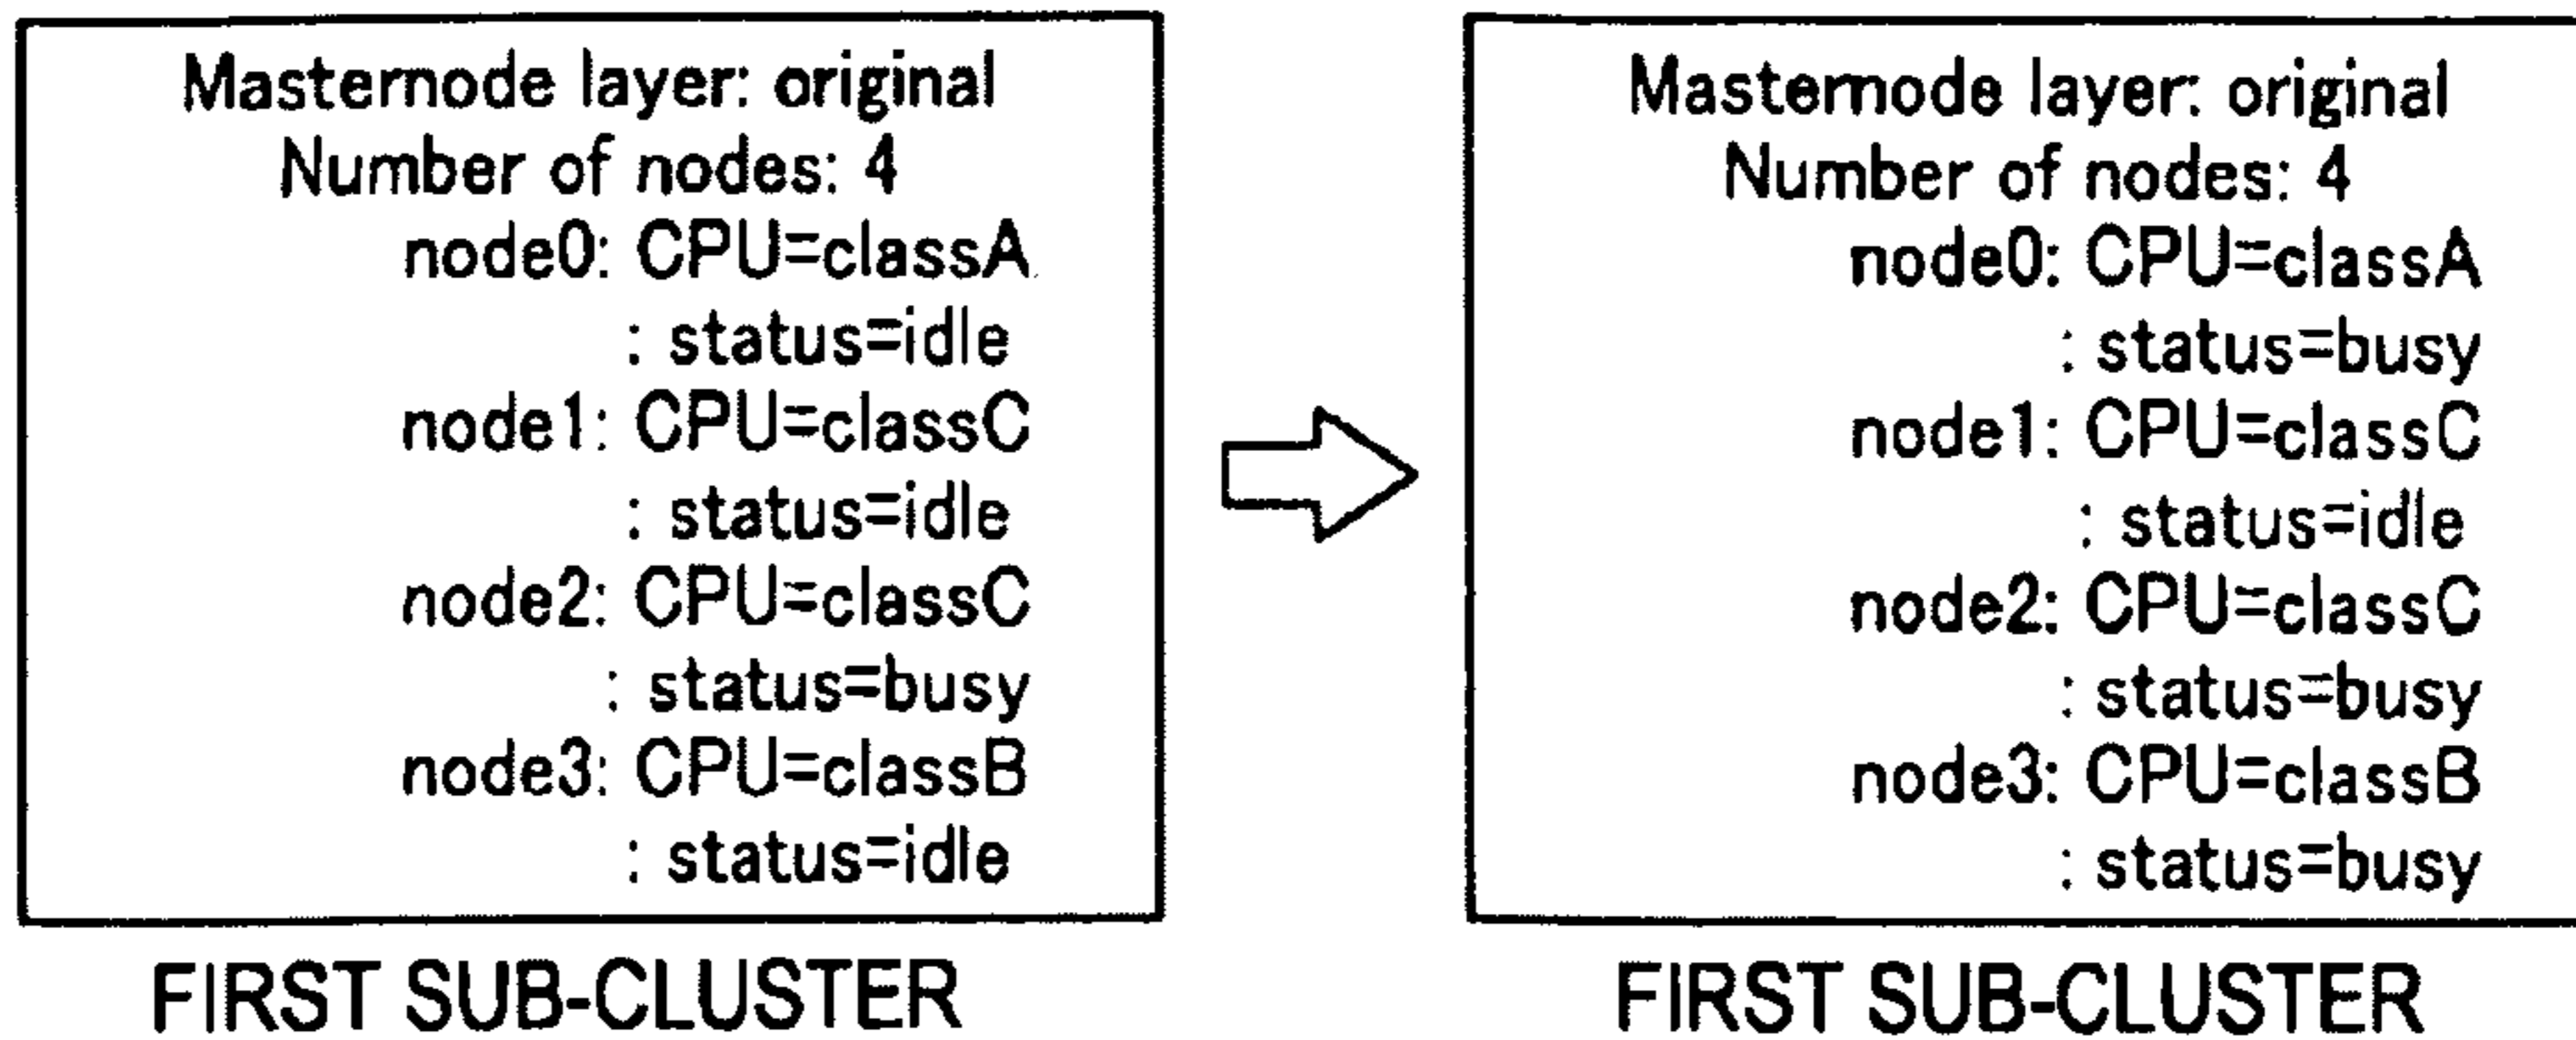 Masternode layer: original
Number of nodes: 4
node0: CPU=classA
: status=idle
node1: CPU=classC
: status=idle
node2: CPU=classC
: status=busy
node3: CPU=classB
: status=idle
FIRST SUB-CLUSTER
Masternode layer: original
Number of nodes: 4
node0: CPU=classA
: status=busy
node1: CPU=classC
: status=idle
node2: CPU=classC
: status=busy
node3: CPU=classB
: status=busy
FIRST SUB-CLUSTER